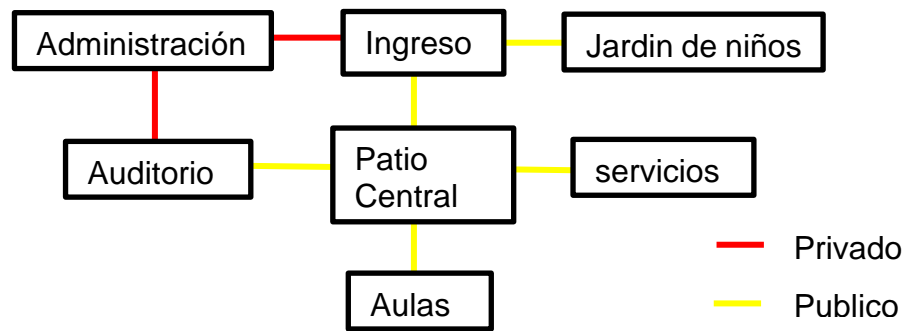 Administración
Ingreso
Jardin de niños
Auditorio
Patio
Central
servicios
Aulas
Privado
Publico